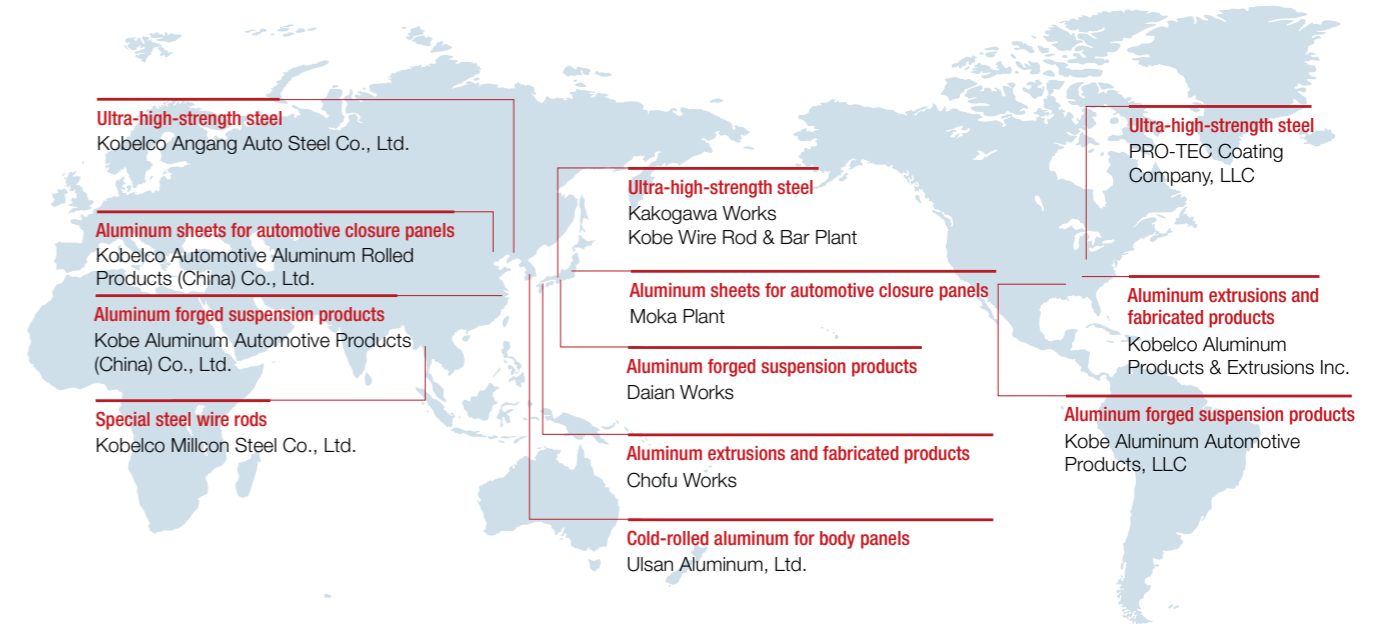 Ultra-high-strength steel
Kobelco Angang Auto Steel Co., Ltd.
Aluminum sheets for automotive closure panels
Kobelco Automotive Aluminum Rolled
Products (China) Co., Ltd.
Aluminum forged suspension products
Kobe Aluminum Automotive Products
(China) Co., Ltd.
Special steel wire rods
Kobelco Millcon Steel Co., Ltd.
Ultra-high-strength steel
Kakogawa Works
Kobe Wire Rod & Bar Plant
Aluminum sheets for automotive closure panels
Moka Plant
Aluminum forged suspension products
Daian Works
Aluminum extrusions and fabricated products
Chofu Works
Cold-rolled aluminum for body panels
Ulsan Aluminum, Ltd.
Ultra-high-strength steel
PRO-TEC Coating
Company, LLC
Aluminum extrusions and
fabricated products
Kobelco Aluminum
Products & Extrusions Inc.
Aluminum forged suspension products
Kobe Aluminum Automotive
Products, LLC